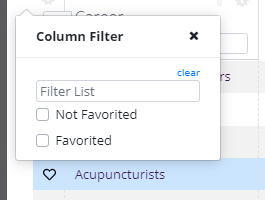 Career
Column Filter
clear
Filter List
Not Favorited
Favorited
Acupuncturists